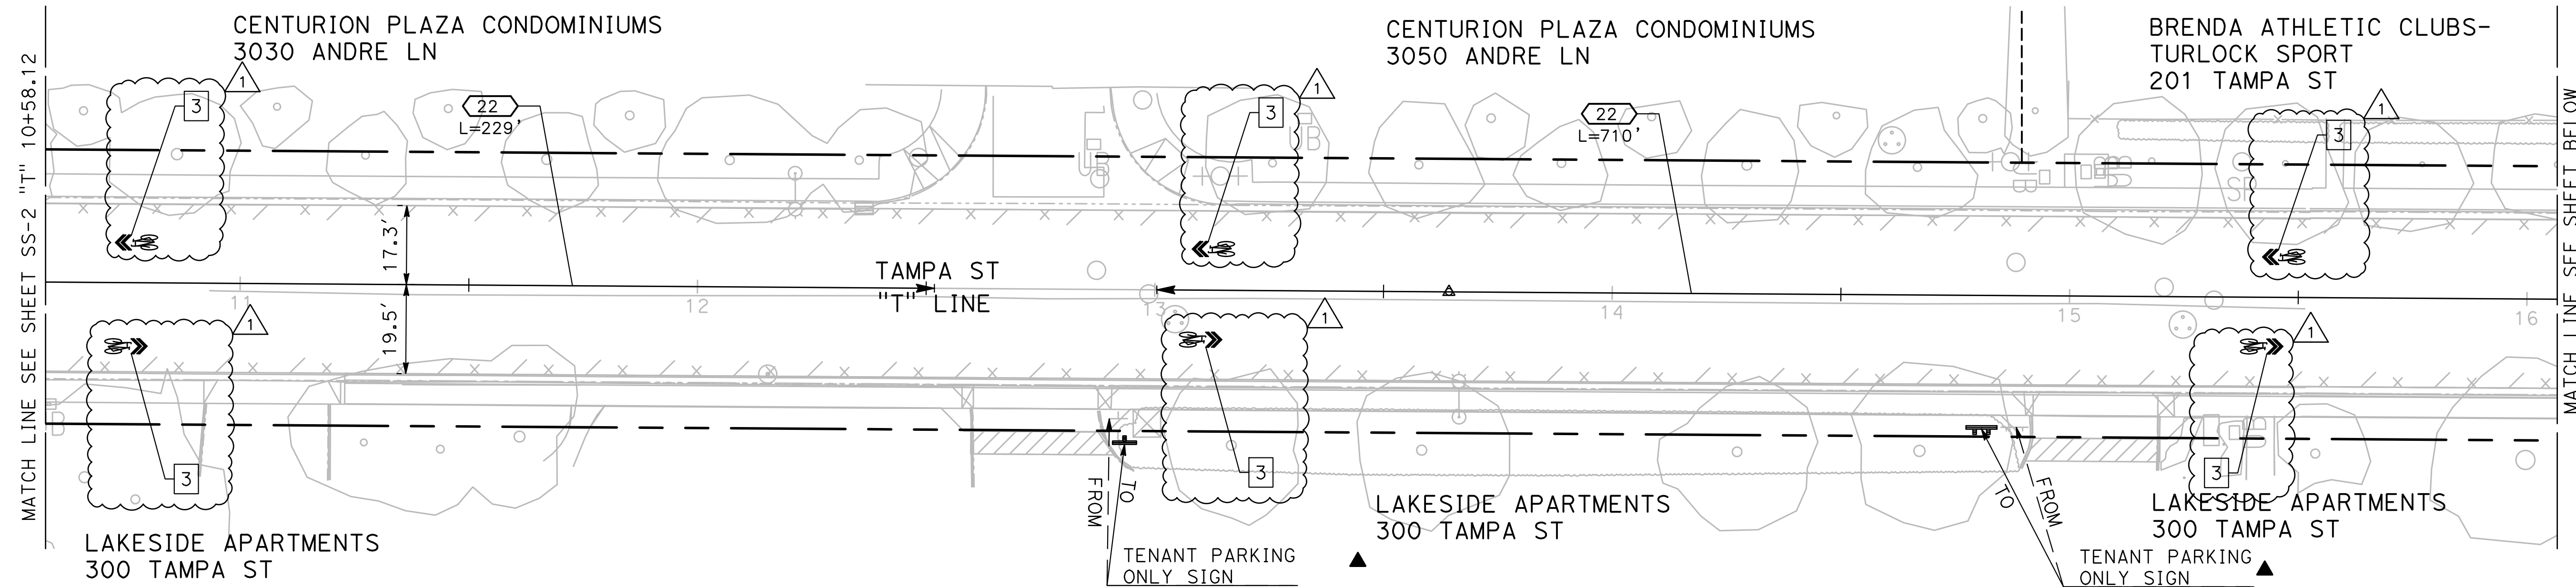 MATCH LINE SEE SHEET SS-2 "T" 10+58.12
CENTURION PLAZA CONDOMINIUMS
3030 ANDRE LN
1
3
22
L=229'
17.3'
19.5'
11
12
TAMPA ST
"T" LINE
13
CENTURION PLAZA CONDOMINIUMS
3050 ANDRE LN
1
3
22
L=710'
14
15
16
BRENDA ATHLETIC CLUBS-
TURLOCK SPORT
201 TAMPA ST
1
3
MATCH LINE SEE SHEET BELOW
1
3
LAKESIDE APARTMENTS
300 TAMPA ST
FROM
TO
TENANT PARKING
ONLY SIGN
1
3
LAKESIDE APARTMENTS
300 TAMPA ST
TO
FROM
TENANT PARKING
ONLY SIGN
1
3
LAKESIDE APARTMENTS
300 TAMPA ST